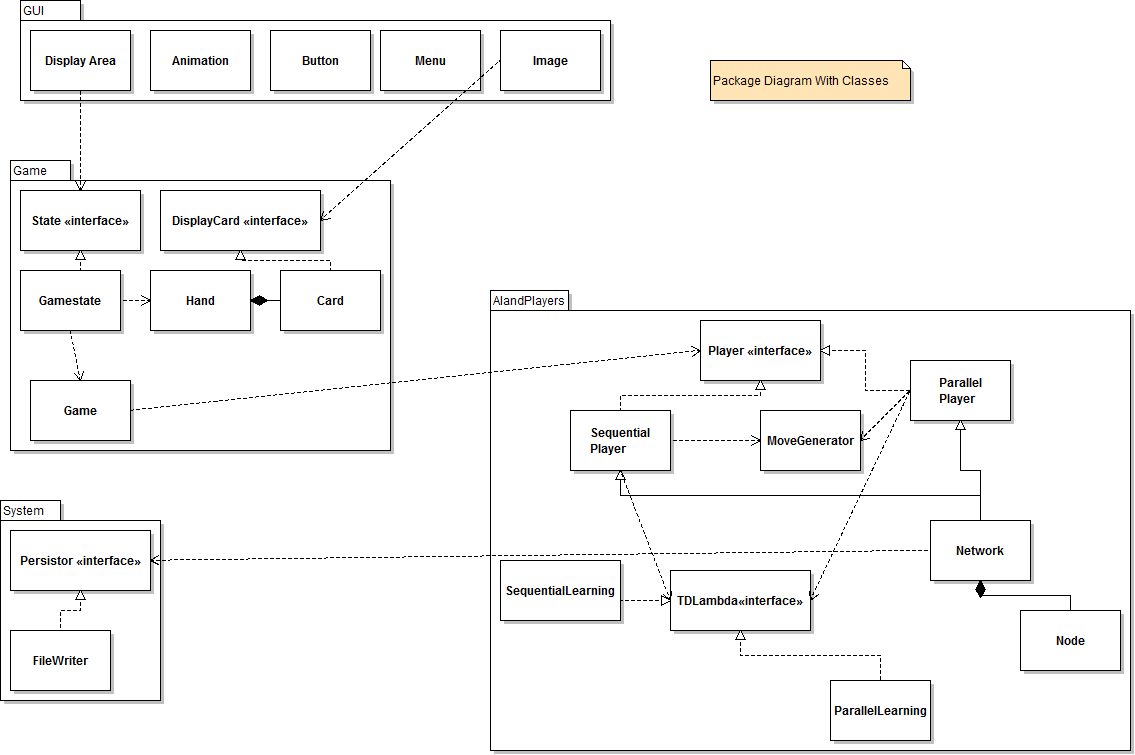 GUI
Display Area
Animation
Button
Menu
Image
Package Diagram With Classes
Game
State «interface»
DisplayCard «interface»
Gamestate
Hand
Card
Game
AIandPlayers
Player «interface»
Parallel
Player
Sequential
Player
MoveGenerator
System
Persistor «interface»
Network
SequentialLearning
TDLambda«interface»
FileWriter
Node
ParallelLearning